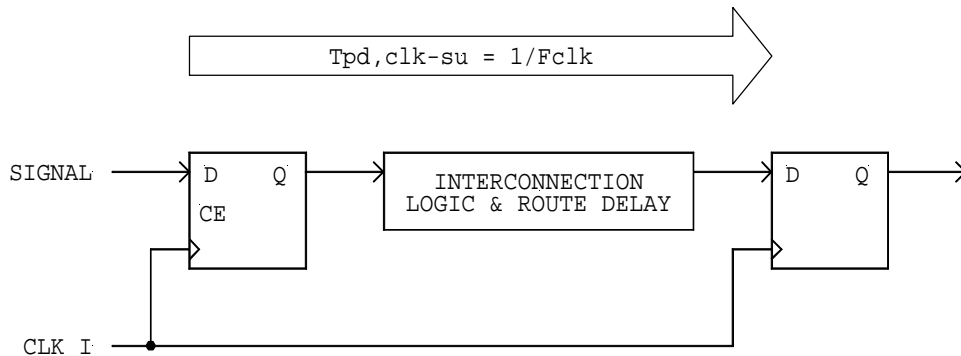 Tpd,clk-su = 1/Fclk
SIGNAL
D Q
CE
INTERCONNECTION
LOGIC & ROUTE DELAY
D Q
CLK I